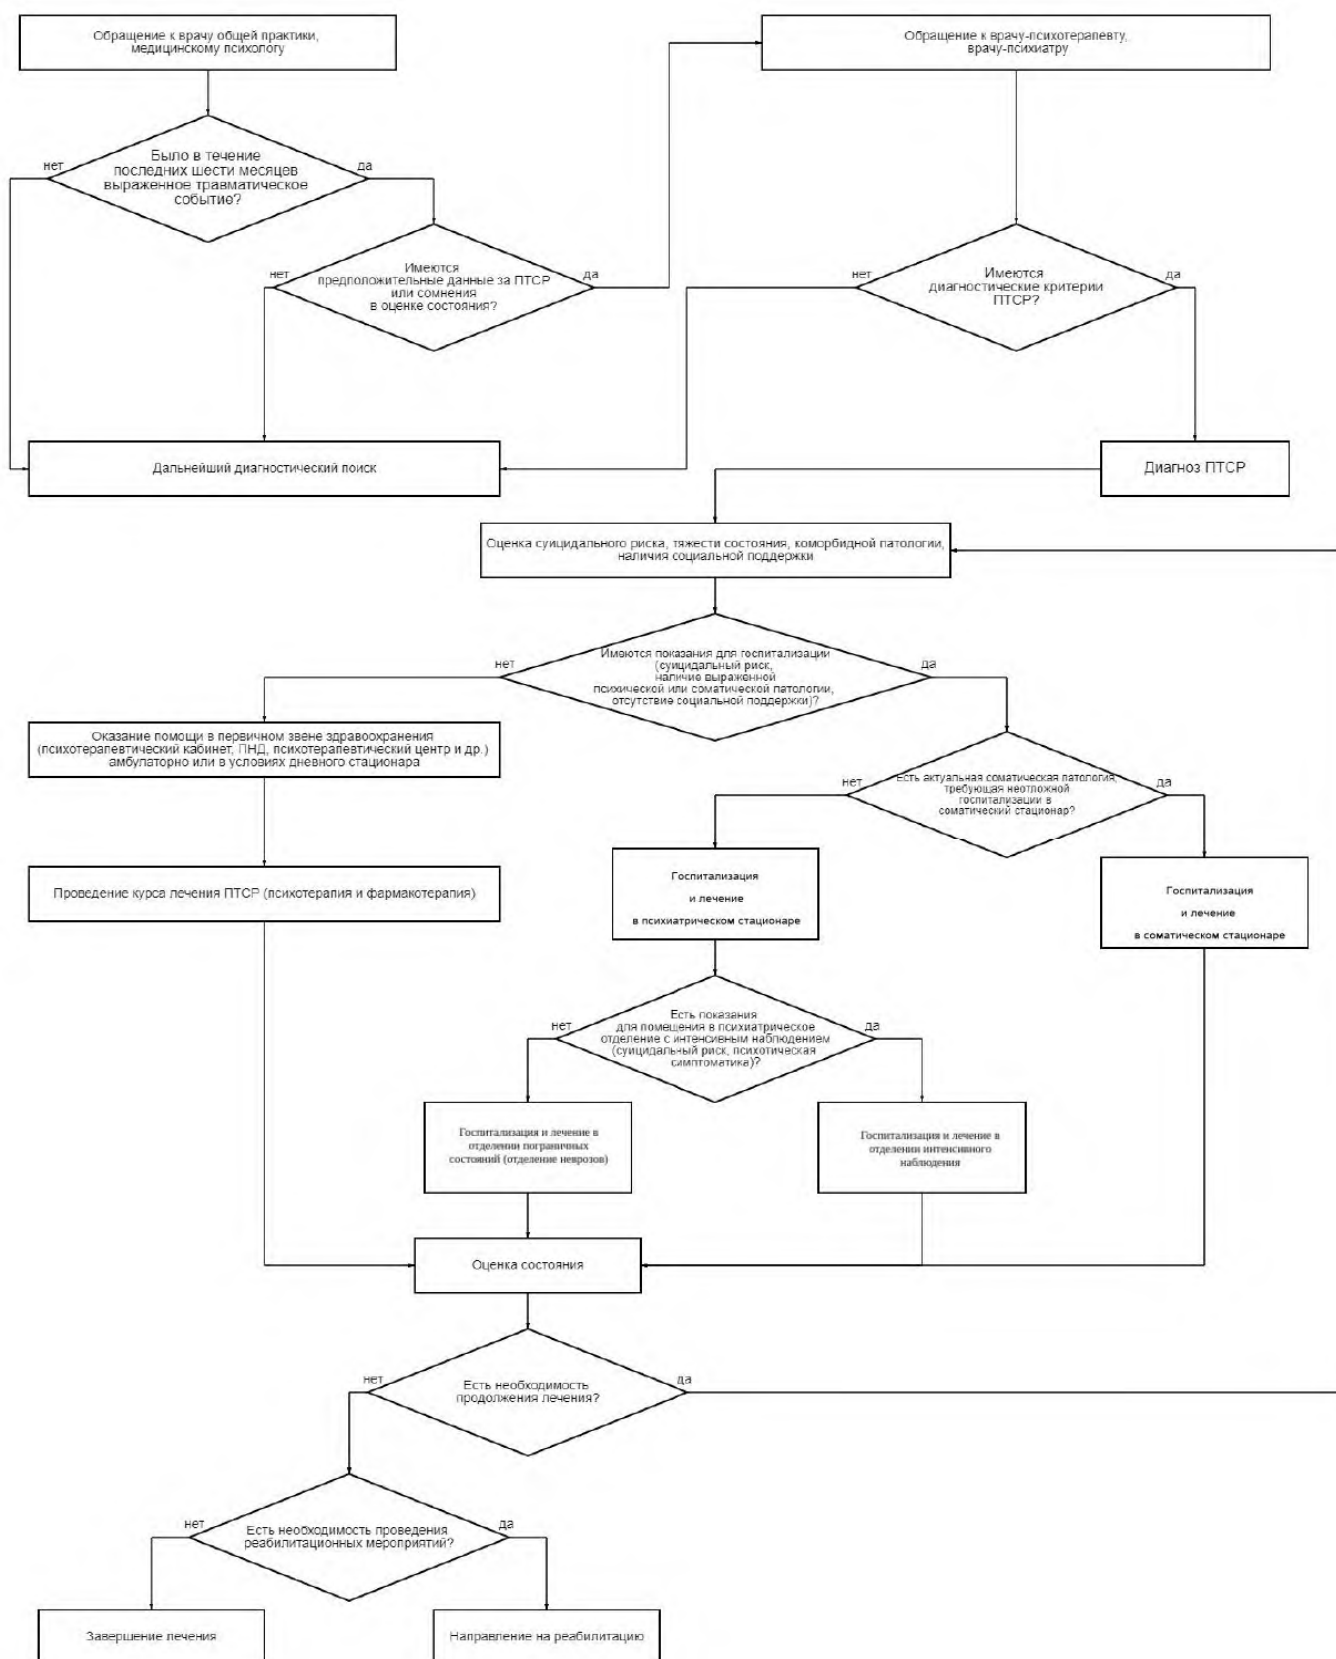 Обращение к врачу общей практики,
медицинскому психологу
Обращение к врачу-психотерапевту,
врачу-психиатру
Было в течение
последних шести месяцев
выраженное травматическое
событие?
нет
да
Имеются
предположительные данные за ПТСР
или сомнения
в оценке состояния?
нет
да
Имеются
диагностические критерии
ПТСР?
нет
да
Дальнейший диагностический поиск
Диагноз ПТСР
Оценка суицидального риска, тяжести состояния, коморбидной патологии,
наличия социальной поддержки
Имеются показания для госпитализации
(суицидальный риск,
наличие выраженной
психической или соматической патологии,
отсутствие социальной поддержки)?
нет
да
Оказание помощи в первичном звене здравоохранения
(психотерапевтический кабинет, ПНД, психотерапевтический центр и др.)
амбулаторно или в условиях дневного стационара
Есть актуальная соматическая патология,
требующая неотложной
госпитализации в
соматический стационар?
нет
да
Проведение курса лечения ПТСР (психотерапия и фармакотерапия)
Госпитализация
и лечение
в психиатрическом стационаре
Госпитализация
и лечение
в соматическом стационаре
Есть показания
для помещения в психиатрическое
отделение с интенсивным наблюдением
(суицидальный риск, психотическая
симптоматика)?
нет
да
Госпитализация и лечение в
отделении пограничных
состояний (отделение неврозов)
Госпитализация и лечение в
отделении интенсивного
наблюдения
Оценка состояния
Есть необходимость
продолжения лечения?
нет
да
Есть необходимость проведения
реабилитационных мероприятий?
нет
да
Завершение лечения
Направление на реабилитацию